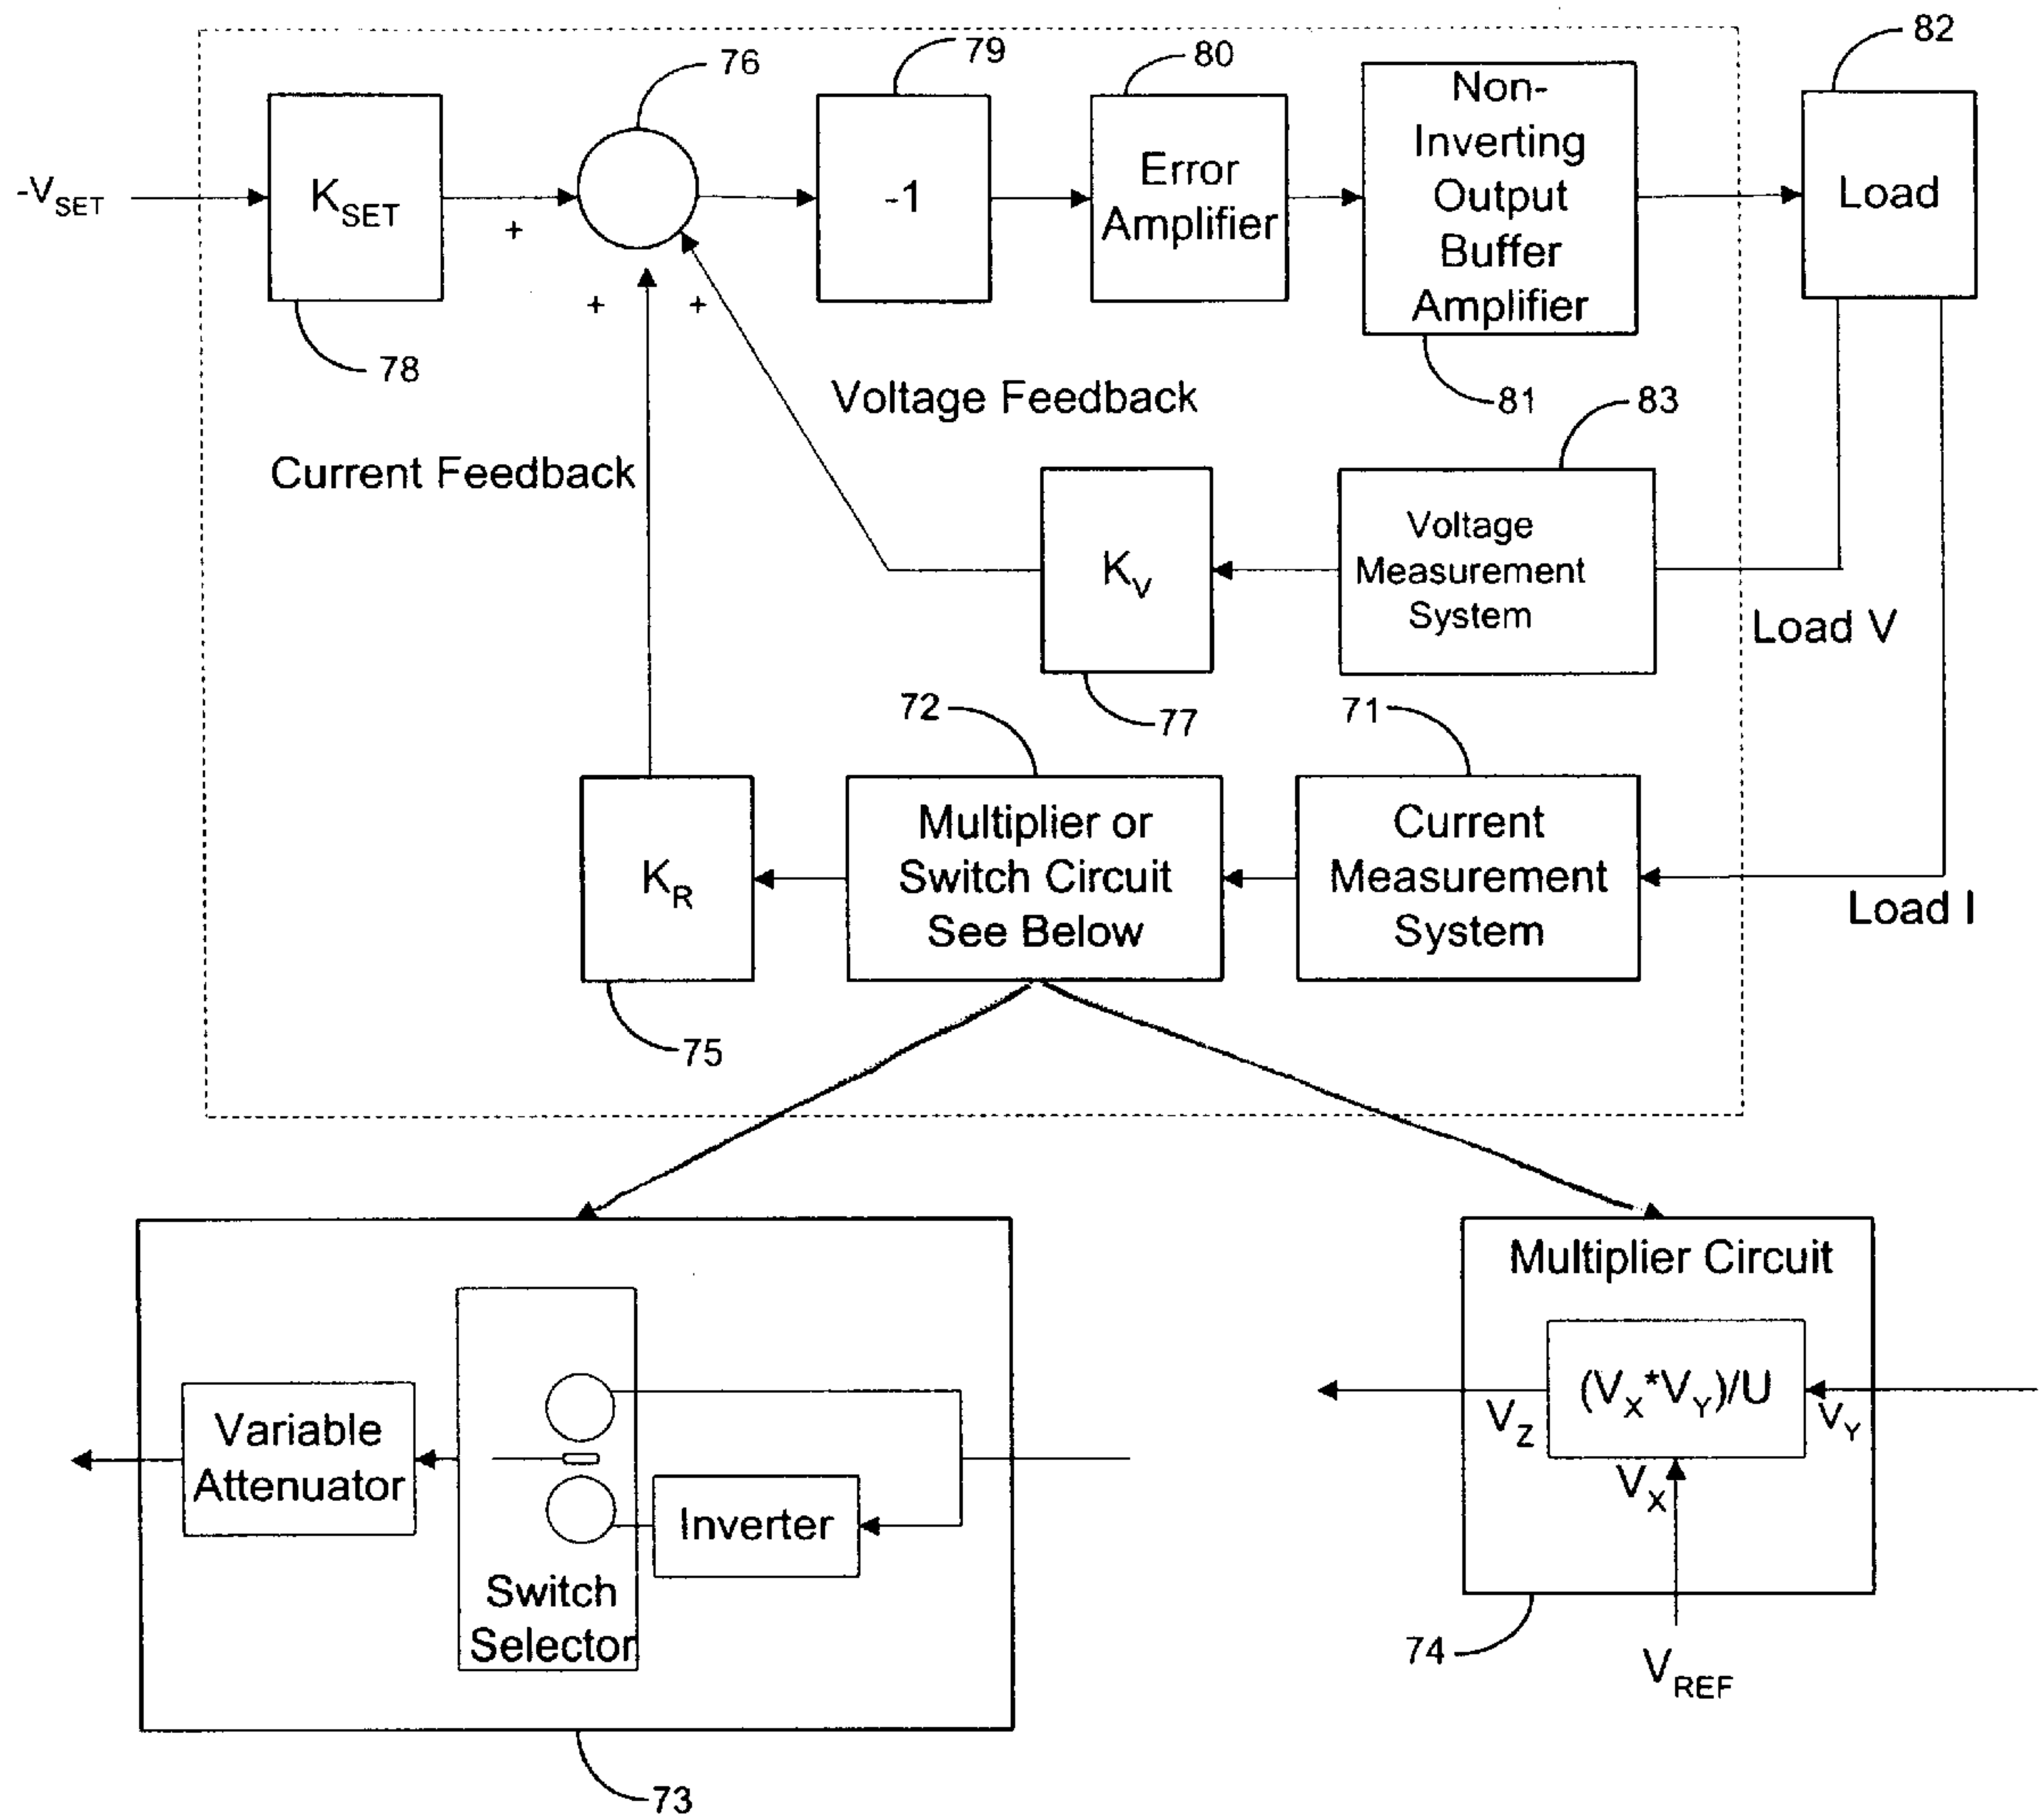 76
79
80
82
-V_SET
K_SET
+
+
+
-1
Error
Amplifier
Non-
Inverting
Output
Buffer
Amplifier
Load
78
81
83
Voltage Feedback
Current Feedback
K_V
Voltage
Measurement
System
Load V
72
77
71
K_R
Multiplier or
Switch Circuit
See Below
Current
Measurement
System
Load I
75
Multiplier Circuit
Variable
Attenuator
Inverter
Switch
Selector
(V_X*V_Y)/U
V_Z
V_Y
V_X
74
V_REF
73